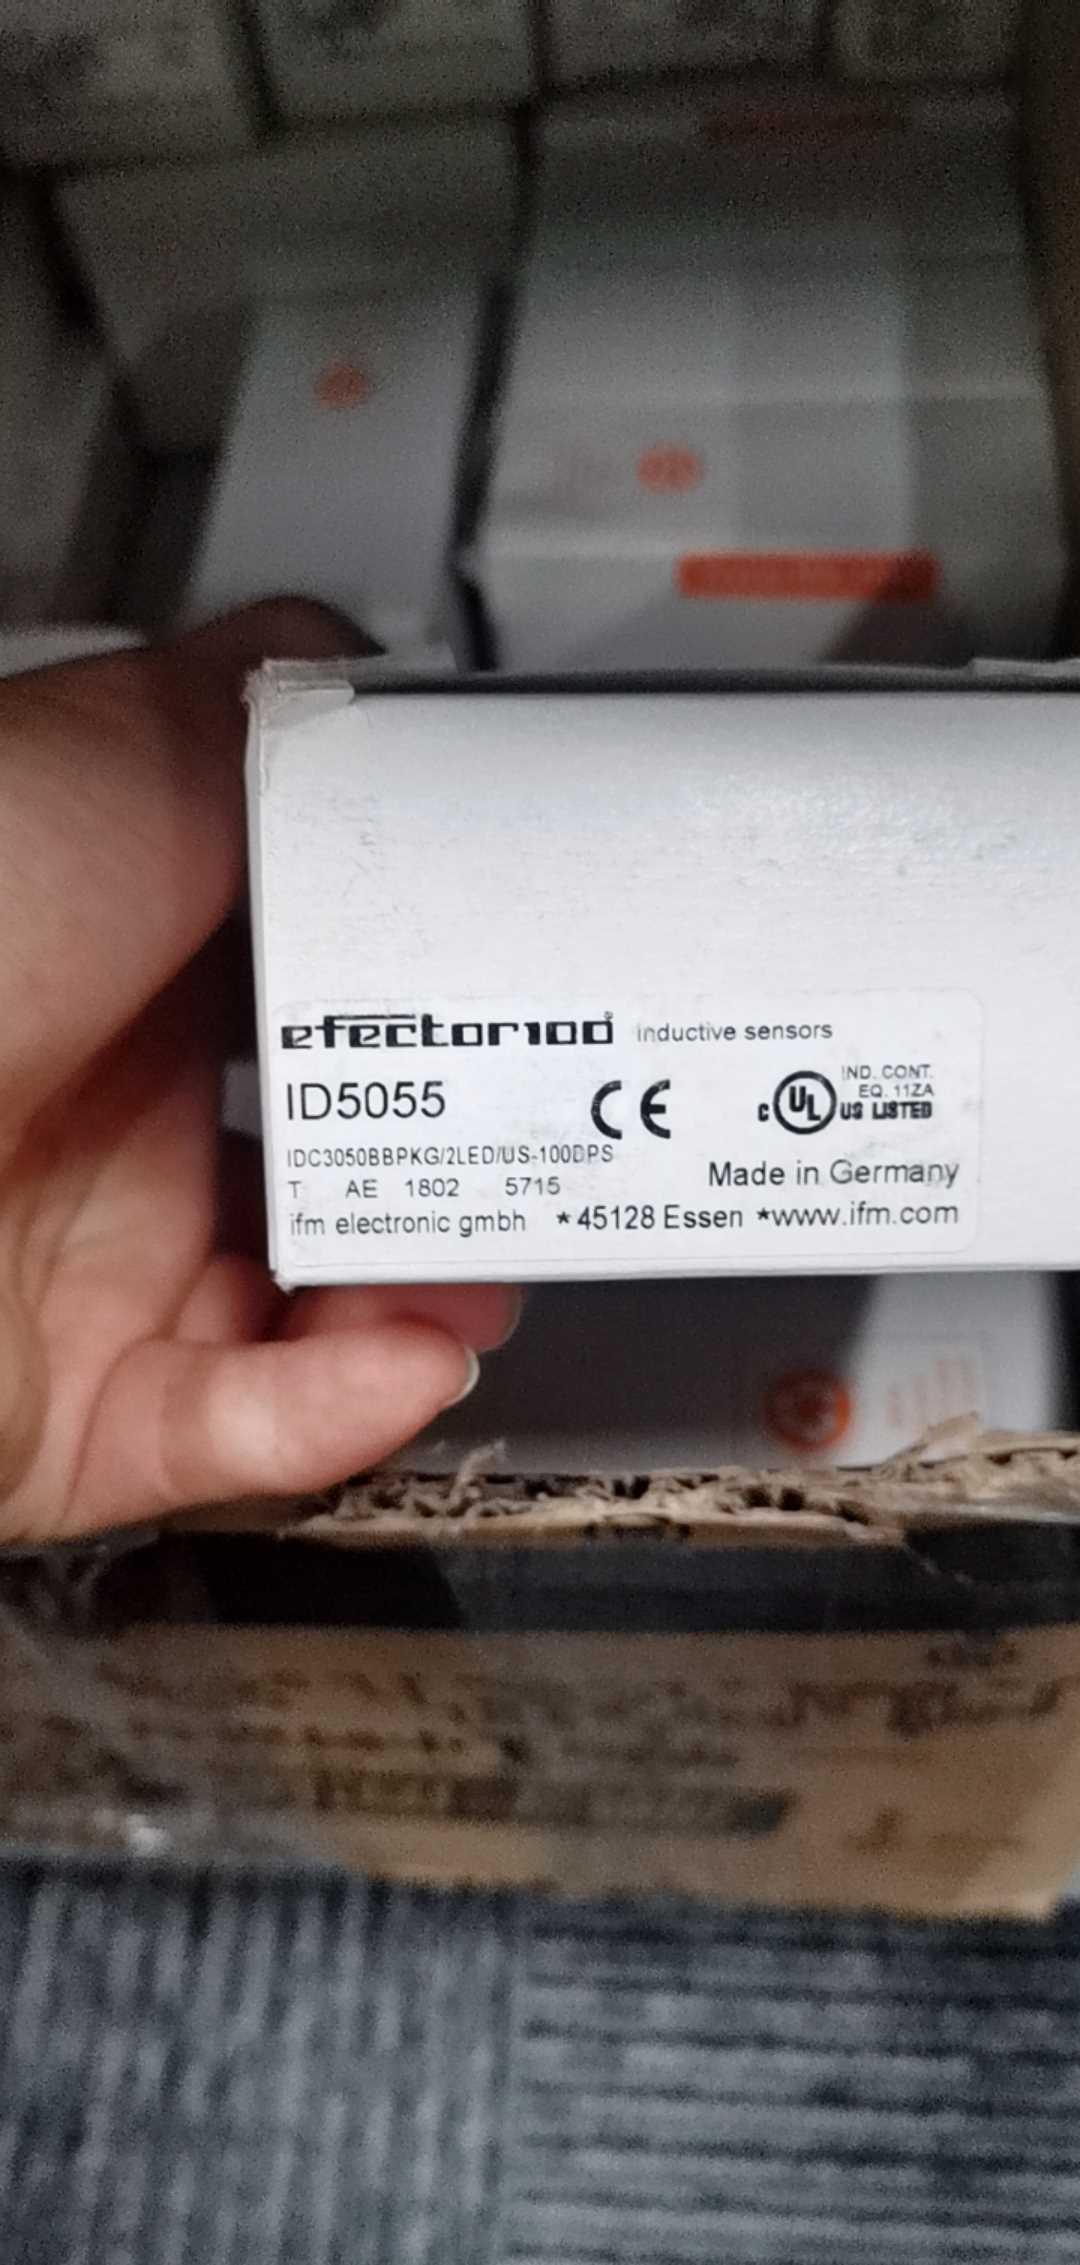 efector100® inductive sensors
ID5055
CE
c UL US LISTED
IND. CONT.
EQ. 11ZA
IDC3050BBPKG/2LED/US-100DPS
T AE 1802 5715
Made in Germany
ifm electronic gmbh *45128 Essen *www.ifm.com